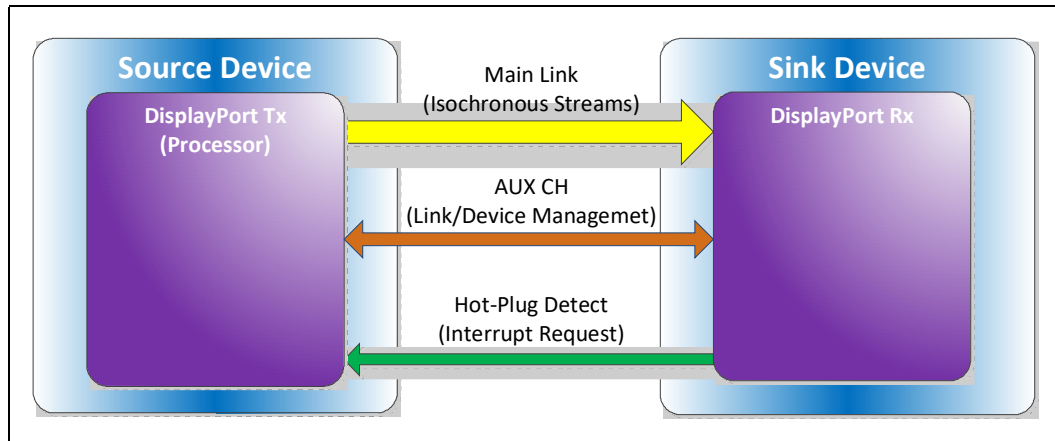 Source Device
DisplayPort Tx
(Processor)
Main Link
(Isochronous Streams)
AUX CH
(Link/Device Managemet)
Hot-Plug Detect
(Interrupt Request)
Sink Device
DisplayPort Rx